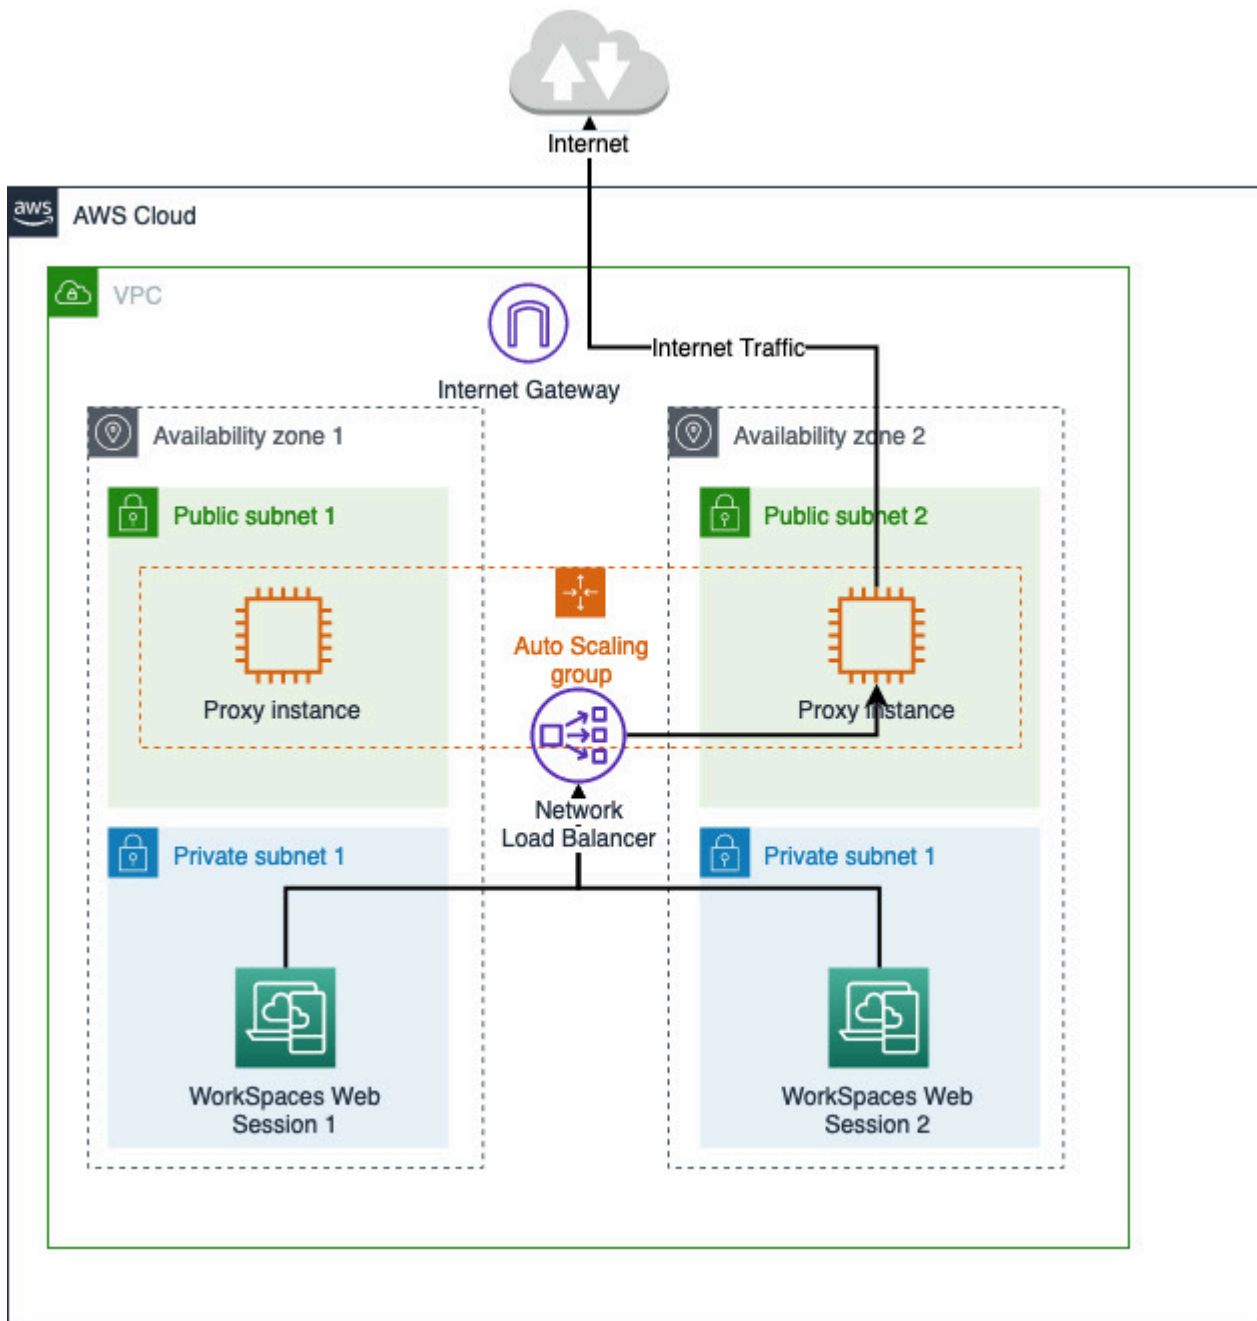 Internet
aws
AWS Cloud
VPC
Internet Traffic
Internet Gateway
Availability zone 1
Availability zone 2
Public subnet 1
Public subnet 2
Auto Scaling
group
Proxy instance
Proxy instance
Network
Load Balancer
Private subnet 1
Private subnet 1
WorkSpaces Web
Session 1
WorkSpaces Web
Session 2